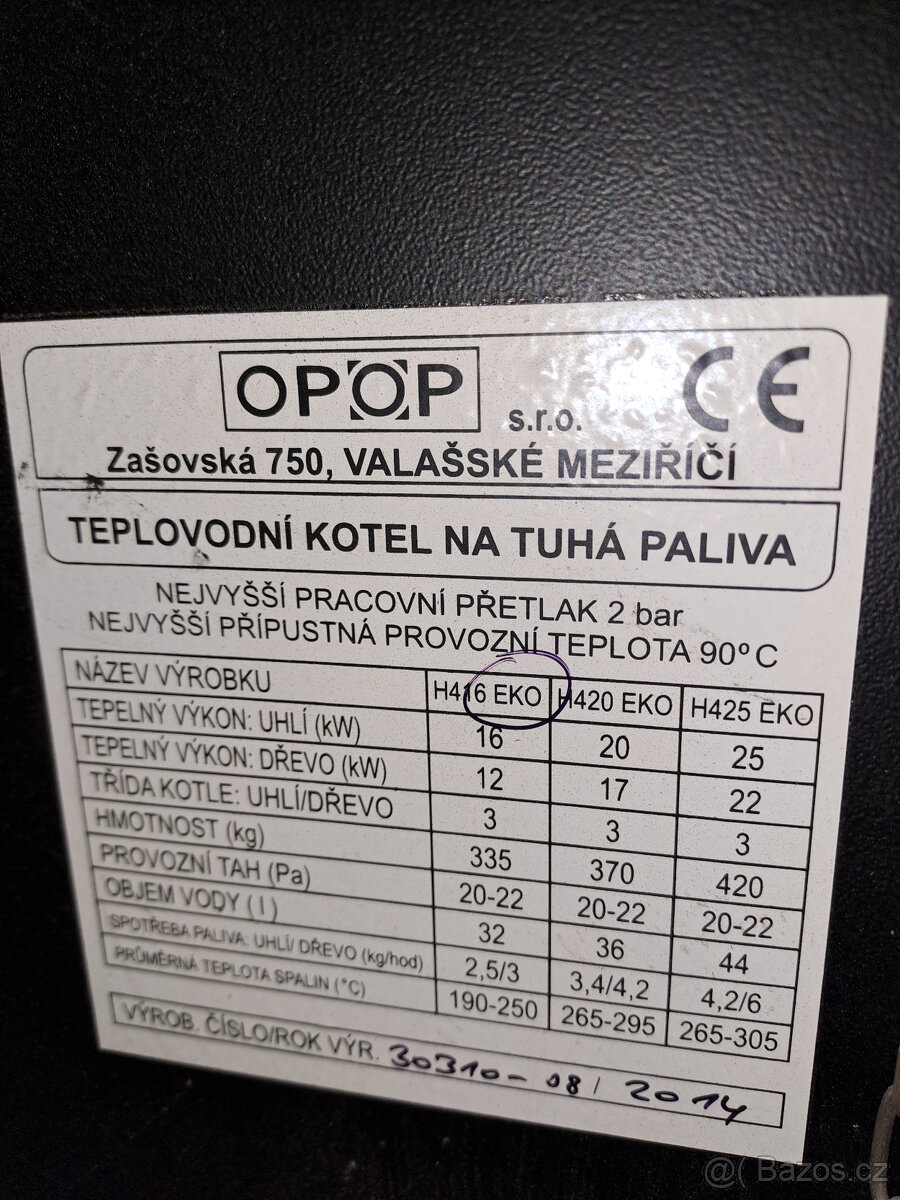 OPOP s.r.o. CE
Zašovská 750, VALAŠSKÉ MEZIŘÍČÍ
TEPLOVODNÍ KOTEL NA TUHÁ PALIVA
NEJVYŠŠÍ PRACOVNÍ PŘETLAK 2 bar
NEJVYŠŠÍ PŘÍPUSTNÁ PROVOZNÍ TEPLOTA 90ºC
NÁZEV VÝROBKU H416 EKO H420 EKO H425 EKO
TEPELNÝ VÝKON: UHLÍ (kW) 16 20 25
TEPELNÝ VÝKON: DŘEVO (kW) 12 17 22
TŘÍDA KOTLE: UHLÍ/DŘEVO 3 3 3
HMOTNOST (kg) 335 370 420
PROVOZNÍ TAH (Pa) 20-22 20-22 20-22
OBJEM VODY ( l ) 32 36 44
SPOTŘEBA PALIVA: UHLÍ/ DŘEVO (kg/hod) 2,5/3 3,4/4,2 4,2/6
PRŮMĚRNÁ TEPLOTA SPALIN (°C) 190-250 265-295 265-305
VÝROB. ČÍSLO/ROK VÝR. 30310-08/2014
@( Bazos.cz